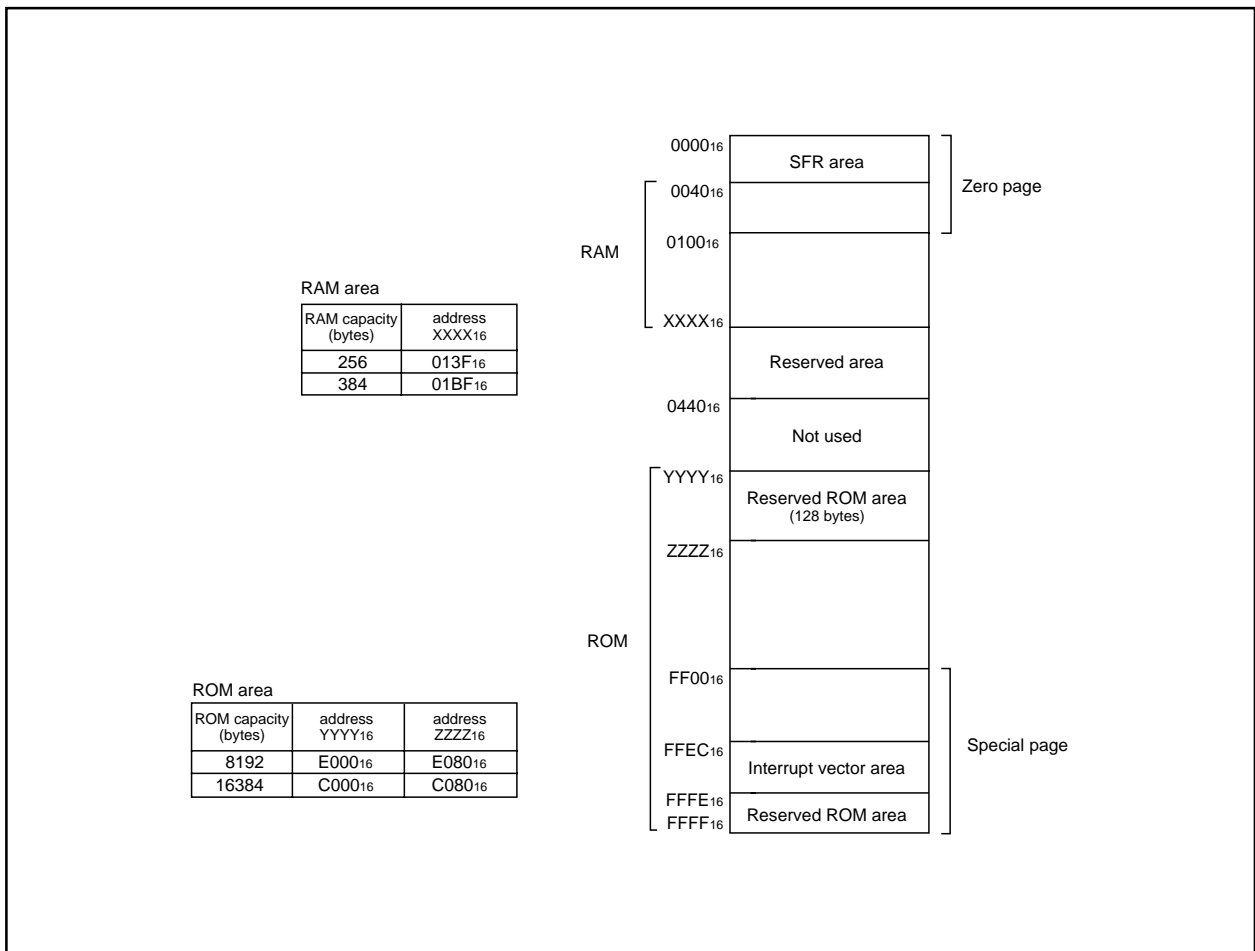 0000₁₆
SFR area
Zero page
0040₁₆
RAM
0100₁₆
RAM area
RAM capacity (bytes) address XXXX₁₆
256 013F₁₆
384 01BF₁₆
XXXX₁₆
Reserved area
0440₁₆
Not used
YYYY₁₆
Reserved ROM area
(128 bytes)
ZZZZ₁₆
ROM
FF00₁₆
ROM area
ROM capacity (bytes) address YYYY₁₆ address ZZZZ₁₆
8192 E000₁₆ E080₁₆
16384 C000₁₆ C080₁₆
Special page
FFEC₁₆
Interrupt vector area
FFFE₁₆
Reserved ROM area
FFFF₁₆